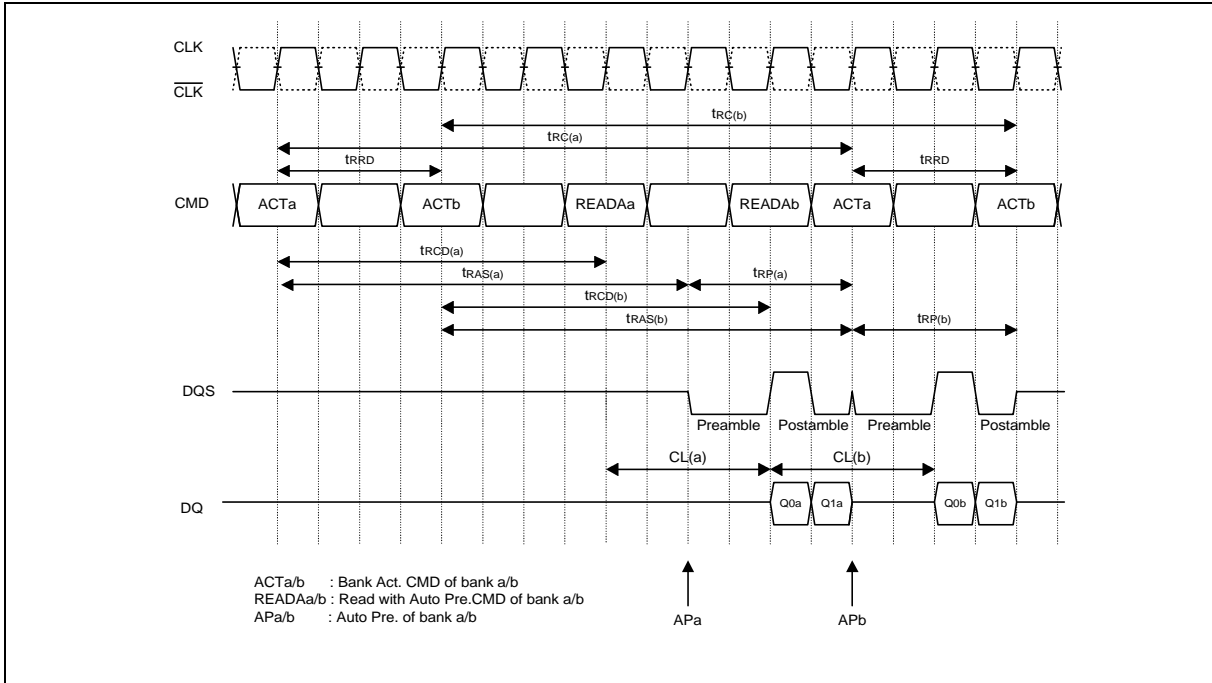 CLK
CLK
tRC(b)
tRC(a)
tRRD tRRD
CMD ACTa ACTb READAa READAb ACTa ACTb
tRCD(a)
tRAS(a) tRP(a)
tRCD(b)
tRAS(b) tRP(b)
DQS
Preamble Postamble Preamble Postamble
CL(a) CL(b)
DQ Q0a Q1a Q0b Q1b
ACTa/b : Bank Act. CMD of bank a/b
READAa/b : Read with Auto Pre.CMD of bank a/b
APa/b : Auto Pre. of bank a/b
APa APb